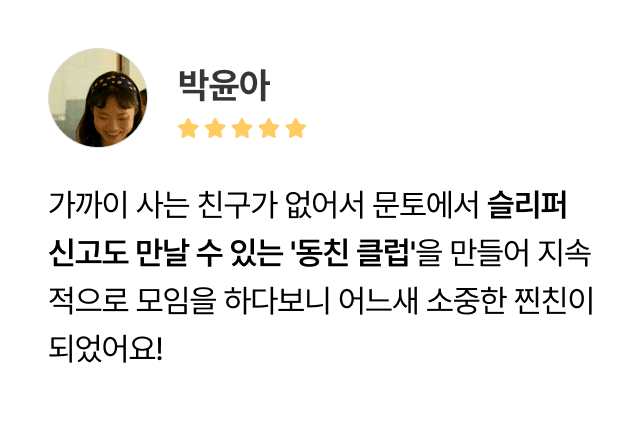 박윤아
가까이 사는 친구가 없어서 문토에서 슬리퍼
신고도 만날 수 있는 '동친 클럽'을 만들어 지속
적으로 모임을 하다보니 어느새 소중한 찐친이
되었어요!